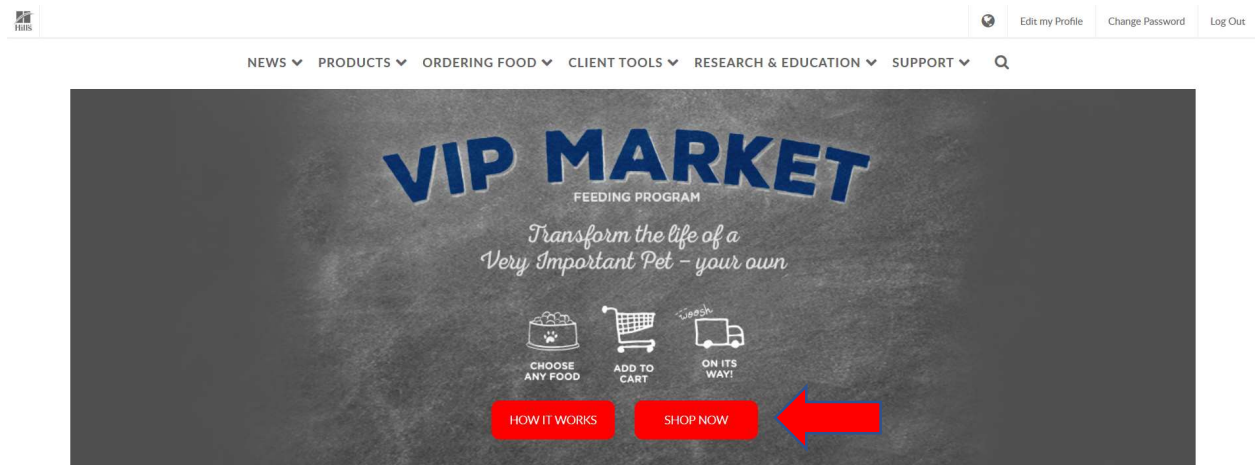 Hill's
Edit my Profile Change Password Log Out
NEWS PRODUCTS ORDERING FOOD CLIENT TOOLS RESEARCH & EDUCATION SUPPORT
VIP MARKET
FEEDING PROGRAM
Transform the life of a
Very Important Pet – your own
woosh
CHOOSE
ANY FOOD
ADD TO
CART
ON ITS
WAY!
HOW IT WORKS
SHOP NOW